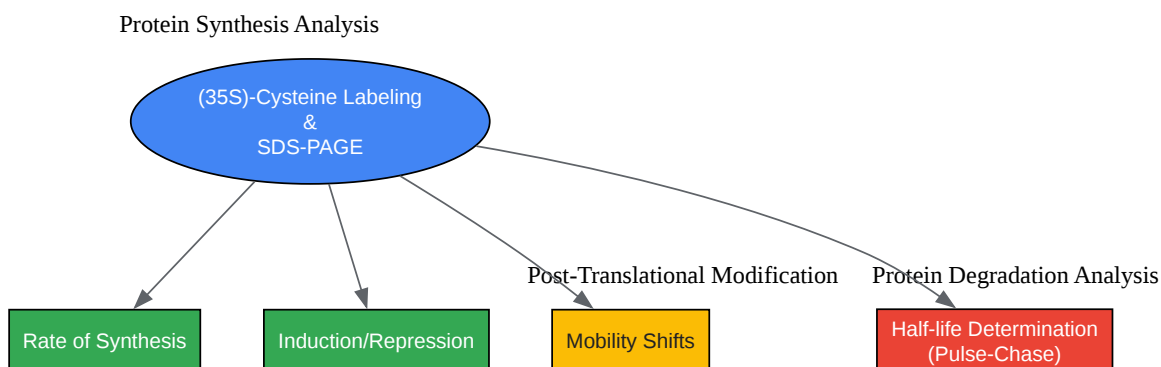 Protein Synthesis Analysis
(35S)-Cysteine Labeling
&
SDS-PAGE
Post-Translational Modification
Protein Degradation Analysis
Rate of Synthesis
Induction/Repression
Mobility Shifts
Half-life Determination
(Pulse-Chase)